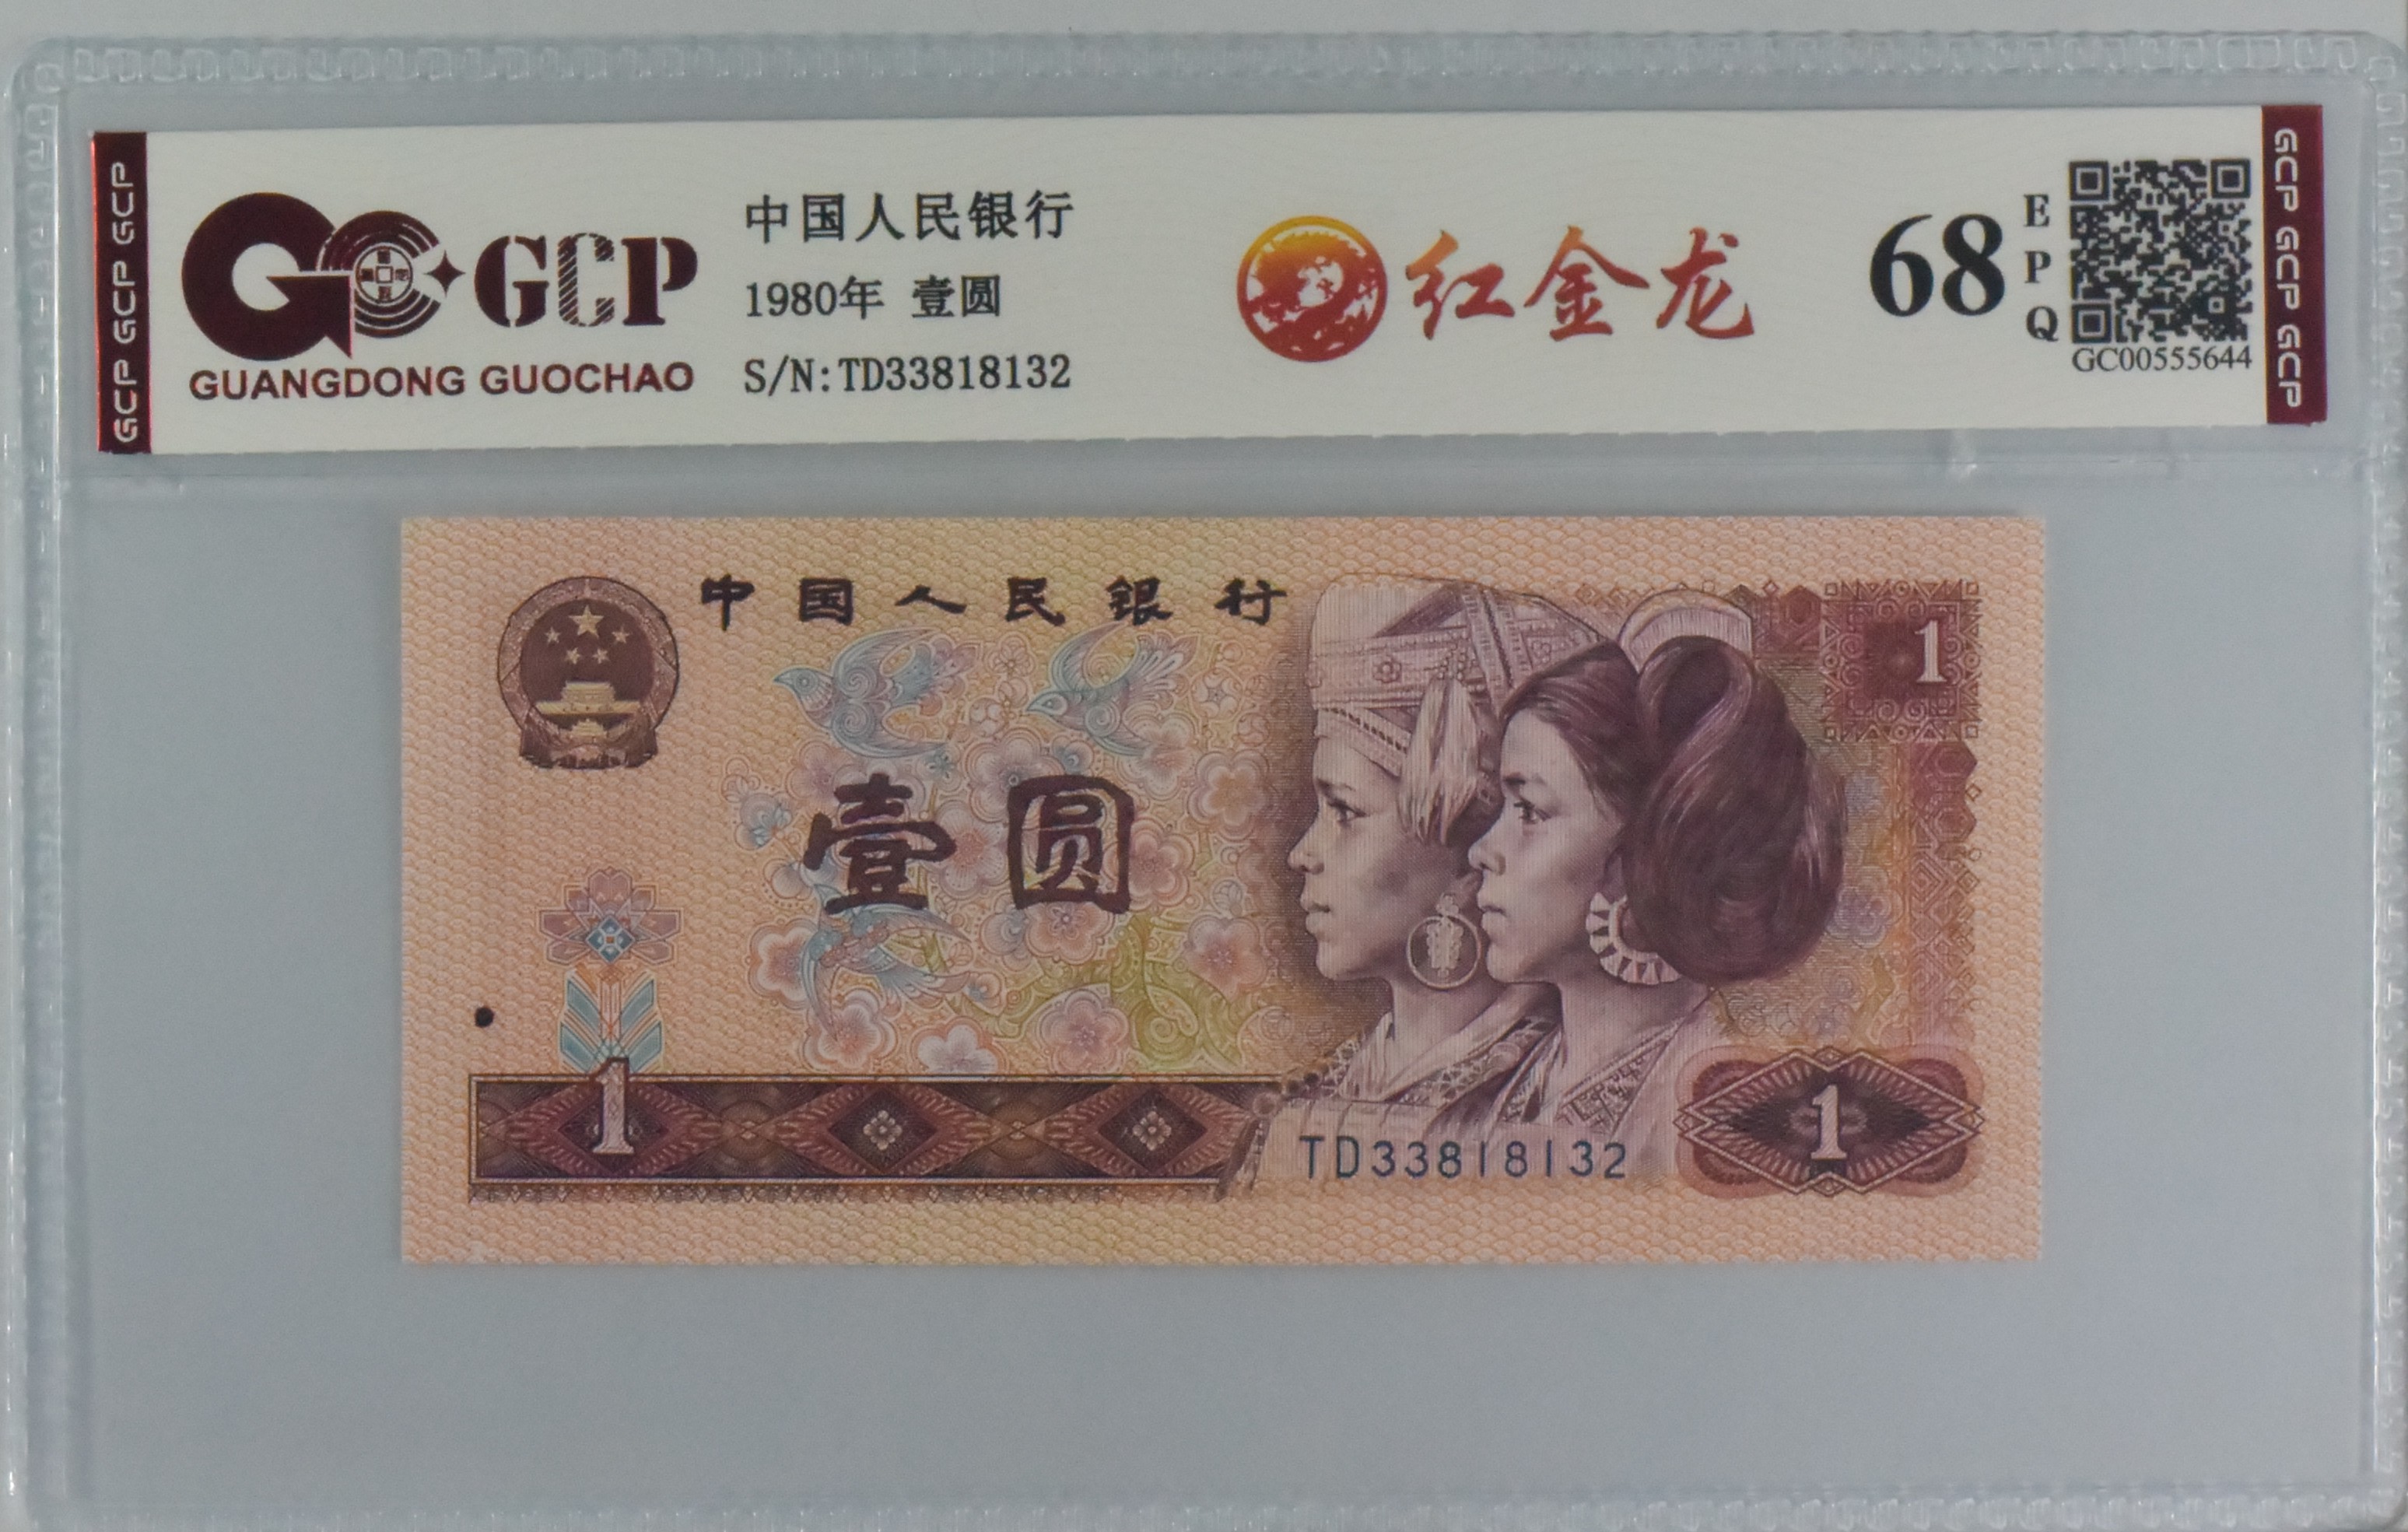 GCP GCP GCP
GCP
GUANGDONG GUOCHAO
中国人民银行
1980年 壹圆
S/N:TD33818132
红金龙
68
EPQ
GC00555644
GCP GCP GCP
中国人民银行
1
壹圆
1
TD33818132
1